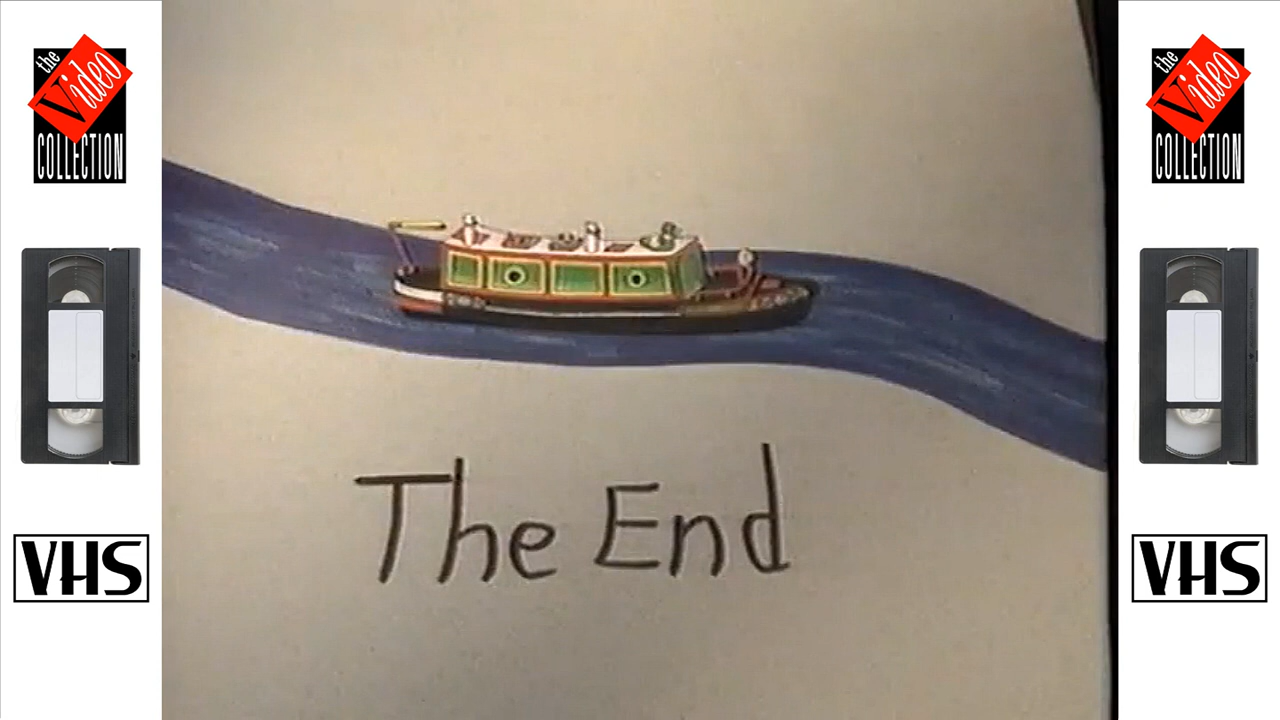 the
Video
COLLECTION
VHS
The End
the
Video
COLLECTION
VHS